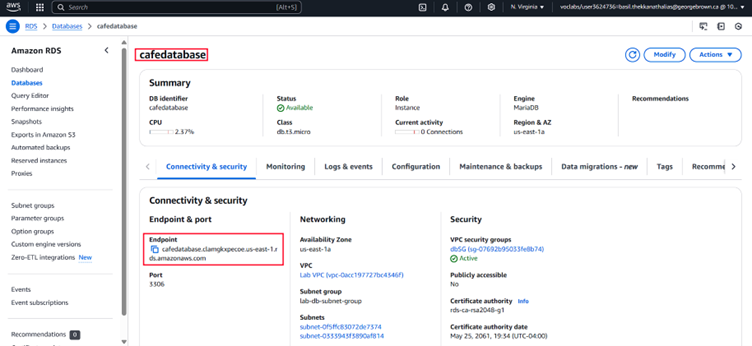 aws
Search
[Alt+S]
N. Virginia
voclabs/user3624736=basil.thekkanathalias@georgebrown.ca @ 10...
RDS > Databases > cafedatabase
Amazon RDS
Dashboard
Databases
Query Editor
Performance insights
Snapshots
Exports in Amazon S3
Automated backups
Reserved instances
Proxies
Subnet groups
Parameter groups
Option groups
Custom engine versions
Zero-ETL integrations New
Events
Event subscriptions
Recommendations 0
cafedatabase
Modify
Actions
Summary
DB identifier
cafedatabase
Status
Available
Role
Instance
Engine
MariaDB
Recommendations
CPU
2.37%
Class
db.t3.micro
Current activity
0 Connections
Region & AZ
us-east-1a
Connectivity & security
Monitoring
Logs & events
Configuration
Maintenance & backups
Data migrations - new
Tags
Recomme
Connectivity & security
Endpoint & port
Endpoint
cafedatabase.clamgkxpecoe.us-east-1.r
ds.amazonaws.com
Port
3306
Networking
Availability Zone
us-east-1a
VPC
Lab VPC (vpc-0acc197727bc4346f)
Subnet group
lab-db-subnet-group
Subnets
subnet-0f5ffc83072de7374
subnet-0333943f3890af814
Security
VPC security groups
dbSG (sg-07692b95033fe8b74)
Active
Publicly accessible
No
Certificate authority Info
rds-ca-rsa2048-g1
Certificate authority date
May 25, 2061, 19:34 (UTC-04:00)